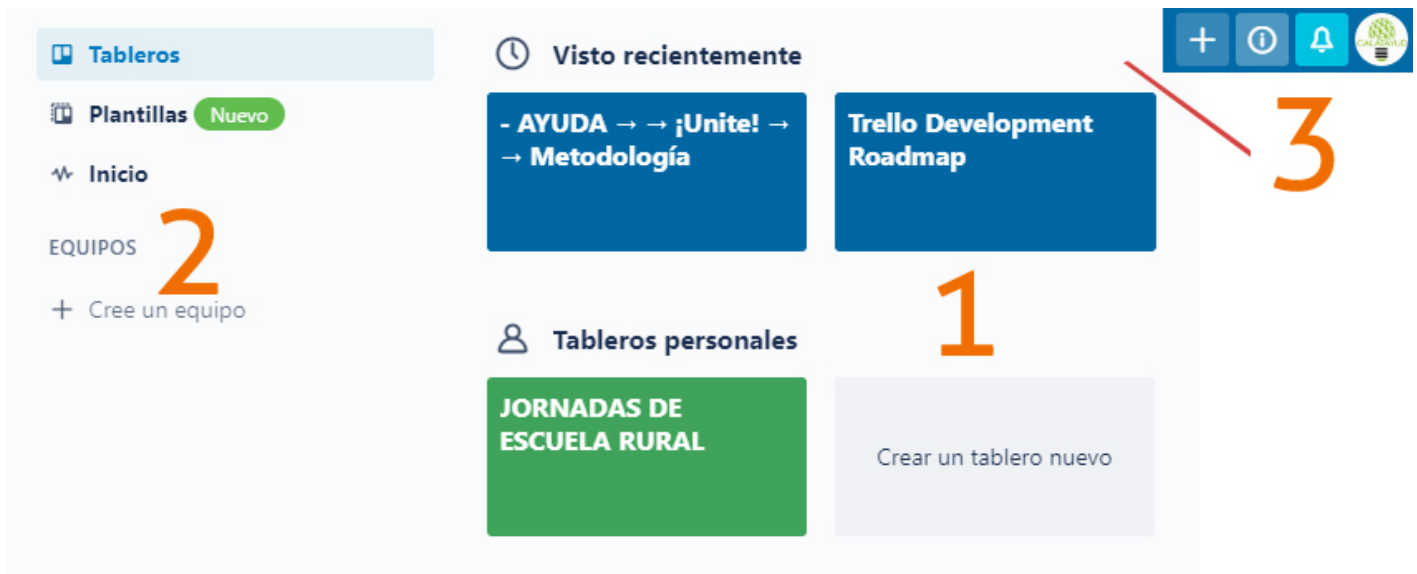 Tableros
Plantillas Nuevo
Inicio
2
EQUIPOS
+ Cree un equipo
Visto recientemente
- AYUDA → → ¡Unite! →
→ Metodología
Trello Development
Roadmap
1
Tableros personales
JORNADAS DE
ESCUELA RURAL
Crear un tablero nuevo
+
CALATAYUD
3